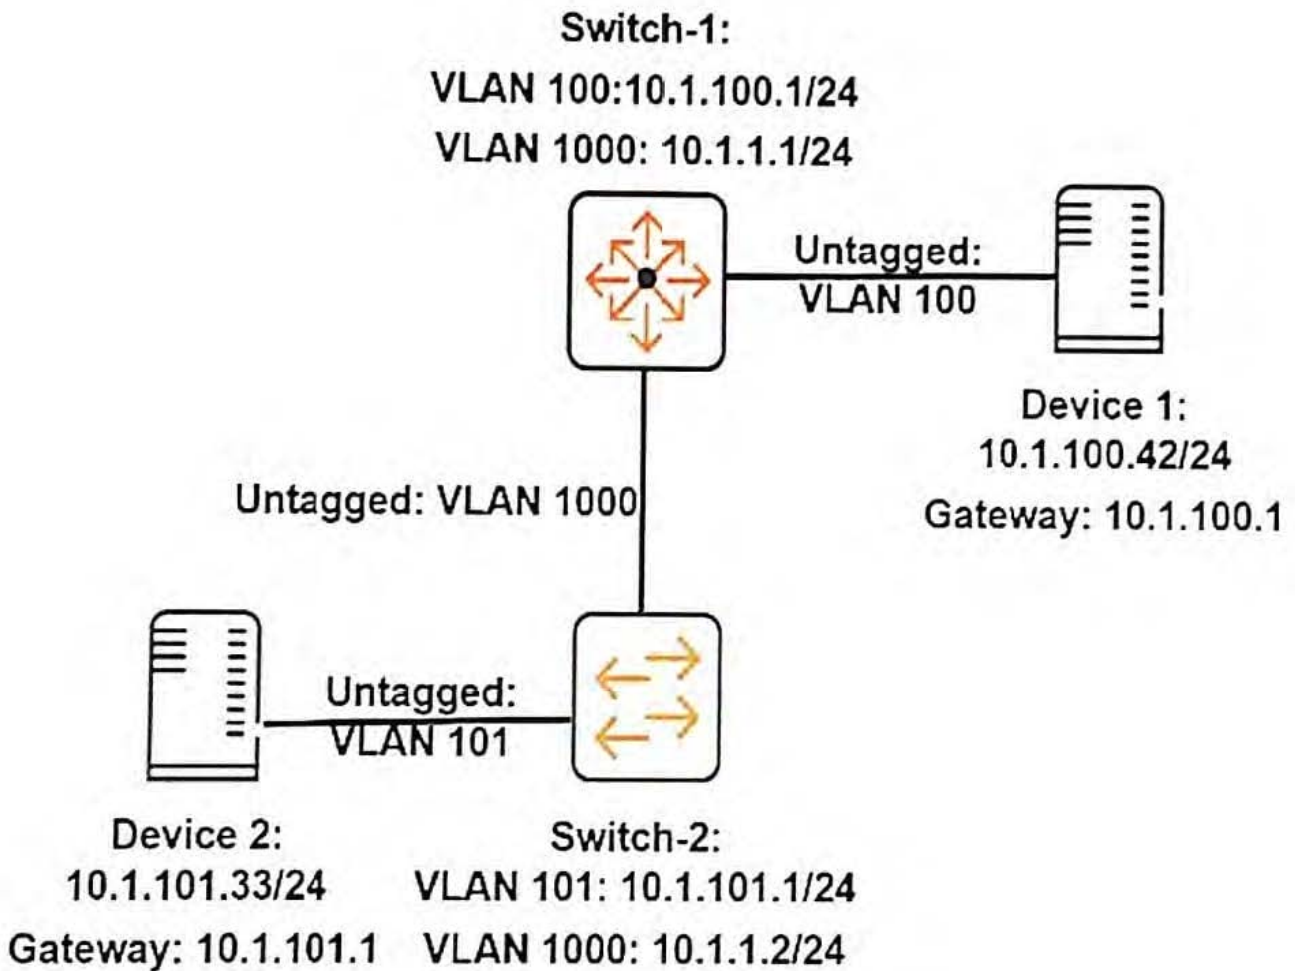 Switch-1:
VLAN 100:10.1.100.1/24
VLAN 1000: 10.1.1.1/24
Untagged:
VLAN 100
Device 1:
10.1.100.42/24
Gateway: 10.1.100.1
Untagged: VLAN 1000
Untagged:
VLAN 101
Device 2:
10.1.101.33/24
Gateway: 10.1.101.1
Switch-2:
VLAN 101: 10.1.101.1/24
VLAN 1000: 10.1.1.2/24